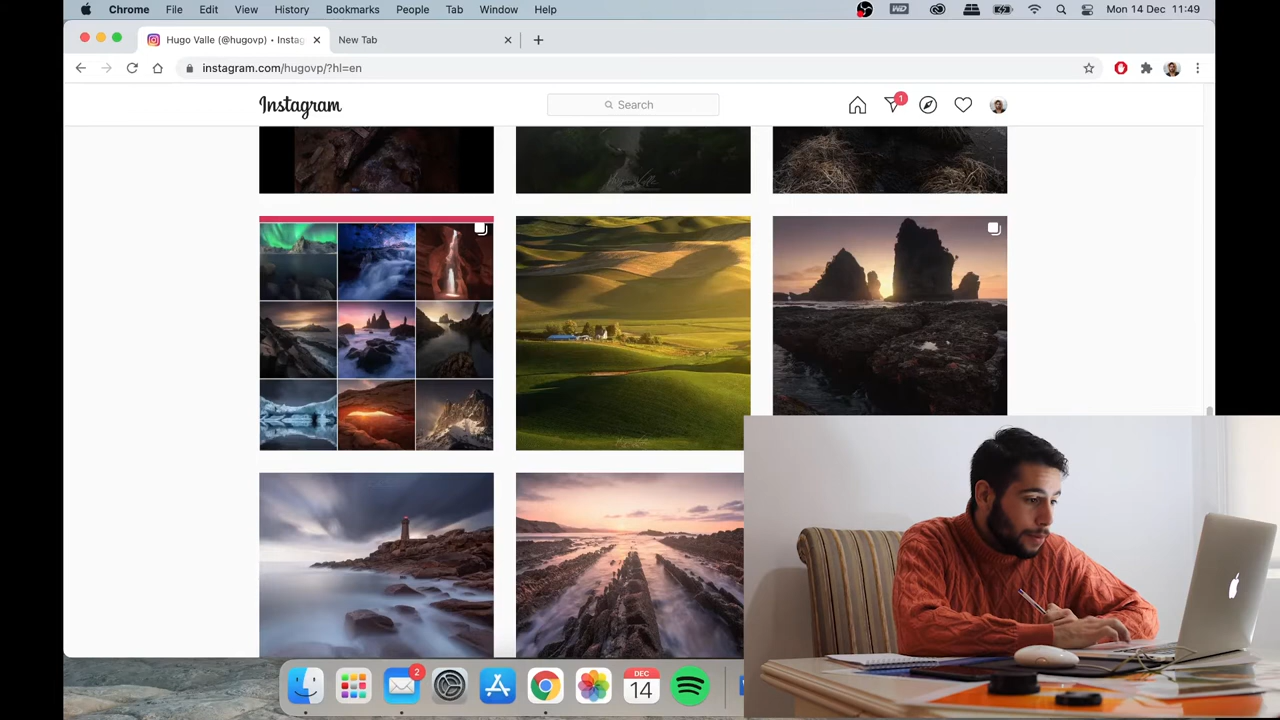 Chrome File Edit View History Bookmarks People Tab Window Help
WD
Mon 14 Dec 11:49
Hugo Valle (@hugovp) • Instag
New Tab
instagram.com/hugovp/?hl=en
Instagram
Search
1
2
DEC
14